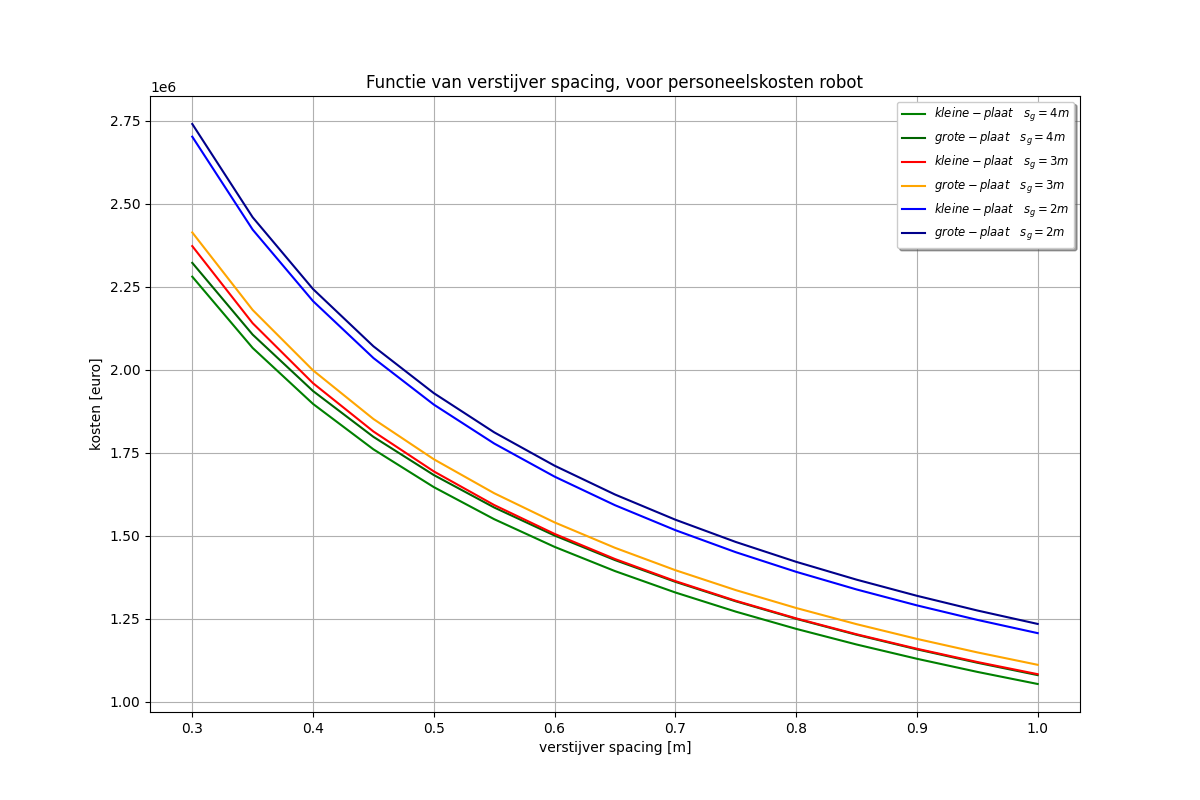 Functie van verstijver spacing, voor personeelskosten robot
1e6
2.75
2.50
2.25
2.00
1.75
1.50
1.25
1.00
kosten [euro]
0.3 0.4 0.5 0.6 0.7 0.8 0.9 1.0
verstijver spacing [m]
kleine − plaat s_g = 4m
grote − plaat s_g = 4m
kleine − plaat s_g = 3m
grote − plaat s_g = 3m
kleine − plaat s_g = 2m
grote − plaat s_g = 2m